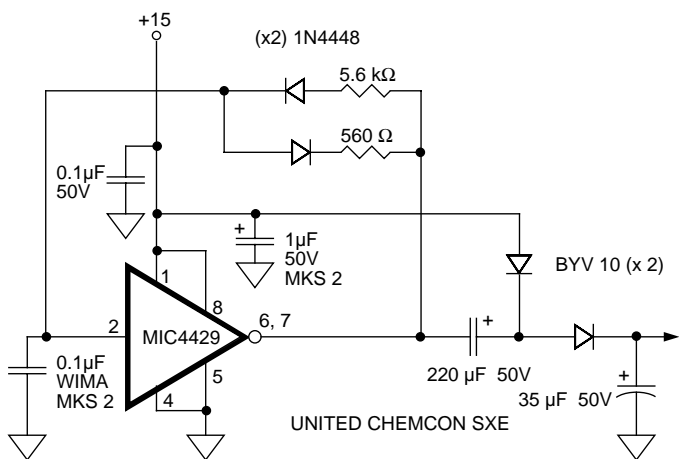 +15
(x2) 1N4448
5.6 kΩ
560 Ω
0.1µF
50V
+
1µF
50V
MKS 2
BYV 10 (x 2)
1
8
2
MIC4429
6, 7
0.1µF
WIMA
MKS 2
5
4
+
220 µF 50V
+
35 µF 50V
UNITED CHEMCON SXE